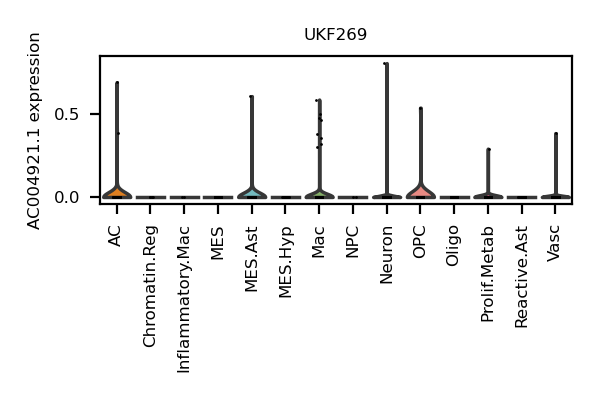 UKF269
AC004921.1 expression
0.5
0.0
AC
Chromatin.Reg
Inflammatory.Mac
MES
MES.Ast
MES.Hyp
Mac
NPC
Neuron
OPC
Oligo
Prolif.Metab
Reactive.Ast
Vasc